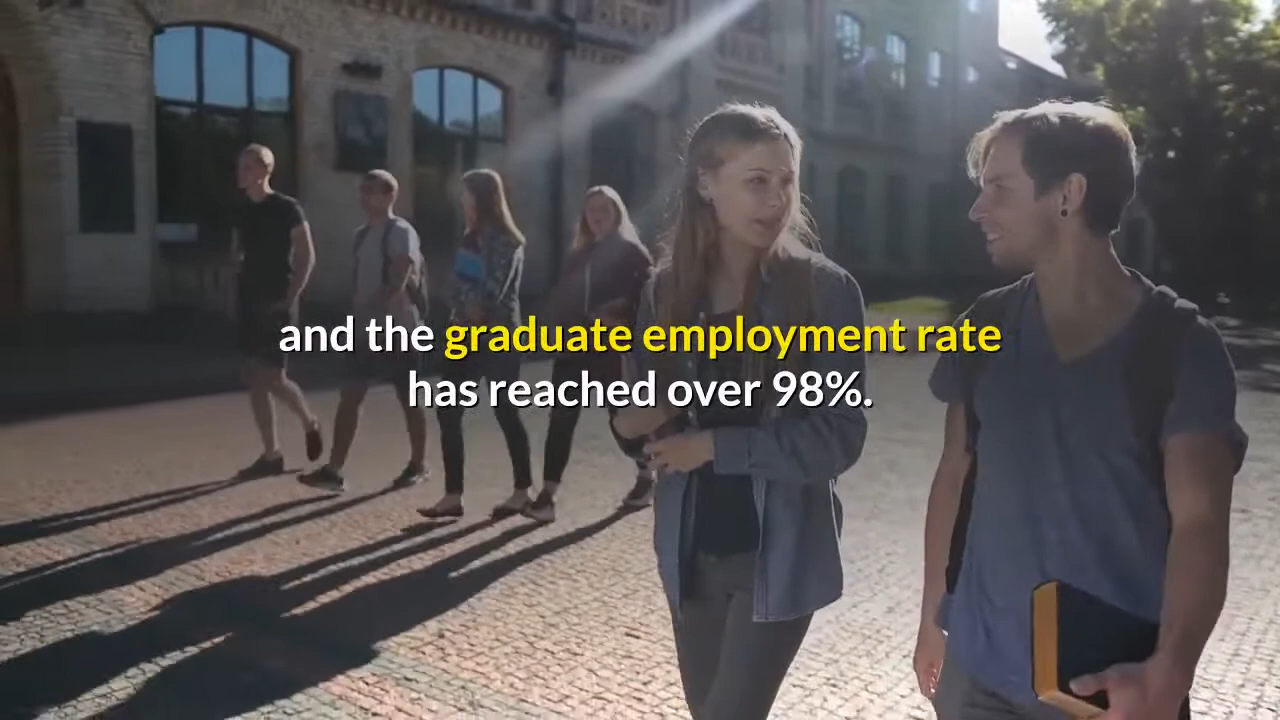 and the graduate employment rate
has reached over 98%.